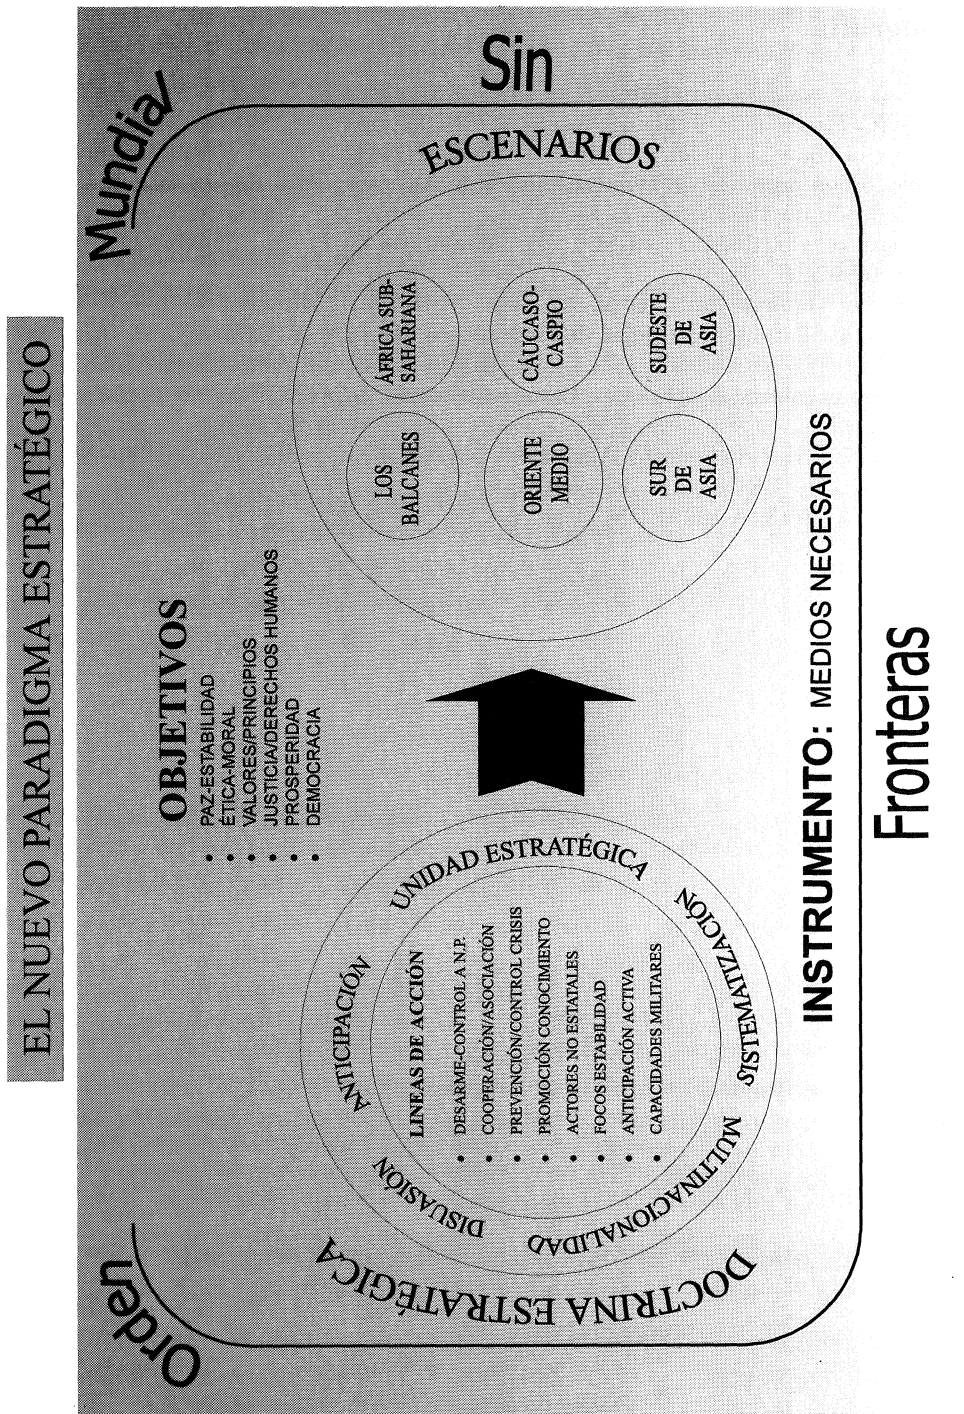 EL NUEVO PARADIGMA ESTRATÉGICO
Orden
Mundial
Sin
Fronteras
OBJETIVOS
• PAZ-ESTABILIDAD
• ÉTICA-MORAL
• VALORES/PRINCIPIOS
• JUSTICIA/DERECHOS HUMANOS
• PROSPERIDAD
• DEMOCRACIA
DOCTRINA ESTRATÉGICA
DISUASIÓN
ANTICIPACIÓN
UNIDAD ESTRATÉGICA
SISTEMATIZACIÓN
MULTINACIONALIDAD
LINEAS DE ACCIÓN
• DESARME-CONTROL A N.P.
• COOPERACIÓN/ASOCIACIÓN
• PREVENCIÓN/CONTROL CRISIS
• PROMOCIÓN CONOCIMIENTO
• ACTORES NO ESTATALES
• FOCOS ESTABILIDAD
• ANTICIPACIÓN ACTIVA
• CAPACIDADES MILITARES
ESCENARIOS
LOS
BALCANES
ÁFRICA SUB-
SAHARIANA
ORIENTE
MEDIO
CÁUCASO-
CASPIO
SUR
DE
ASIA
SUDESTE
DE
ASIA
INSTRUMENTO: MEDIOS NECESARIOS